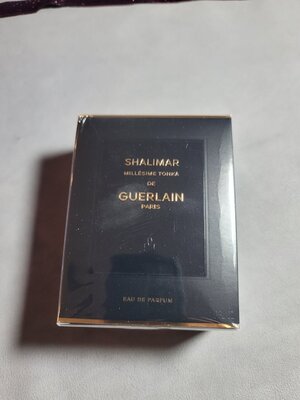 SHALIMAR
MILLÉSIME TONKA
DE
GUERLAIN
PARIS
EAU DE PARFUM